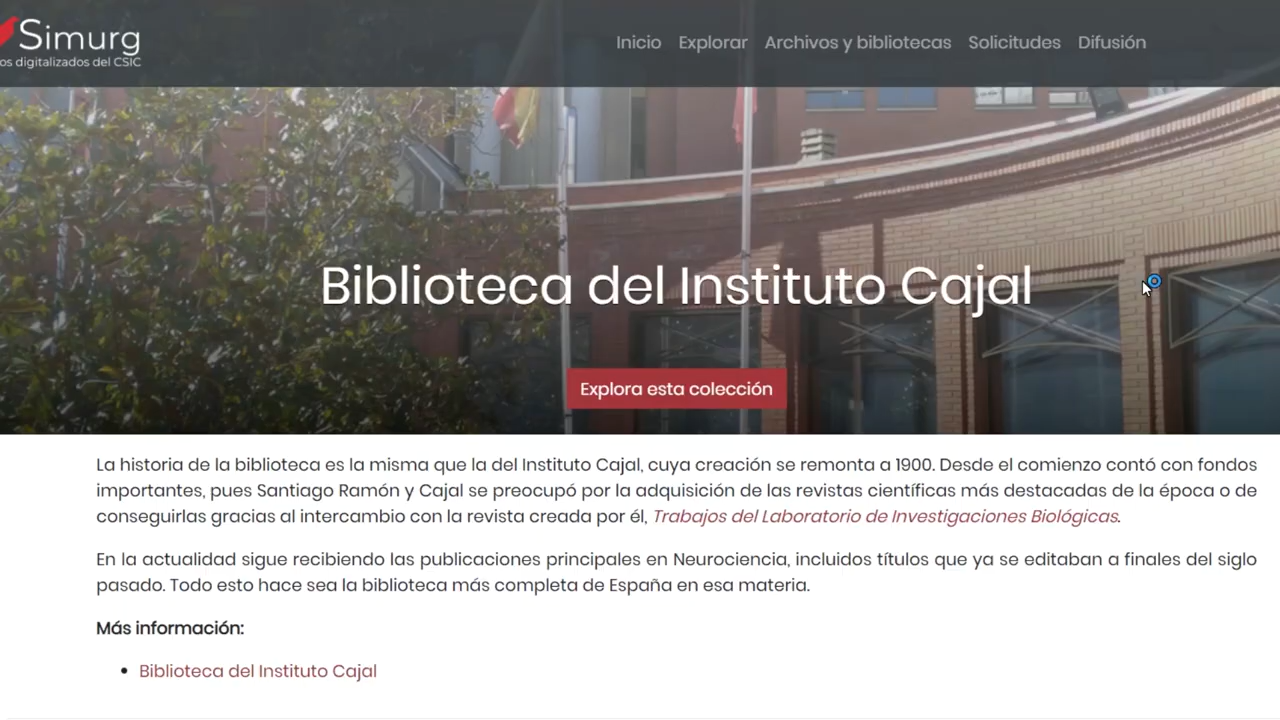 Simurg
os digitalizados del CSIC
Inicio Explorar Archivos y bibliotecas Solicitudes Difusión
Biblioteca del Instituto Cajal
Explora esta colección
La historia de la biblioteca es la misma que la del Instituto Cajal, cuya creación se remonta a 1900. Desde el comienzo contó con fondos
importantes, pues Santiago Ramón y Cajal se preocupó por la adquisición de las revistas científicas más destacadas de la época o de
conseguirlas gracias al intercambio con la revista creada por él, Trabajos del Laboratorio de Investigaciones Biológicas.
En la actualidad sigue recibiendo las publicaciones principales en Neurociencia, incluidos títulos que ya se editaban a finales del siglo
pasado. Todo esto hace sea la biblioteca más completa de España en esa materia.
Más información:
• Biblioteca del Instituto Cajal